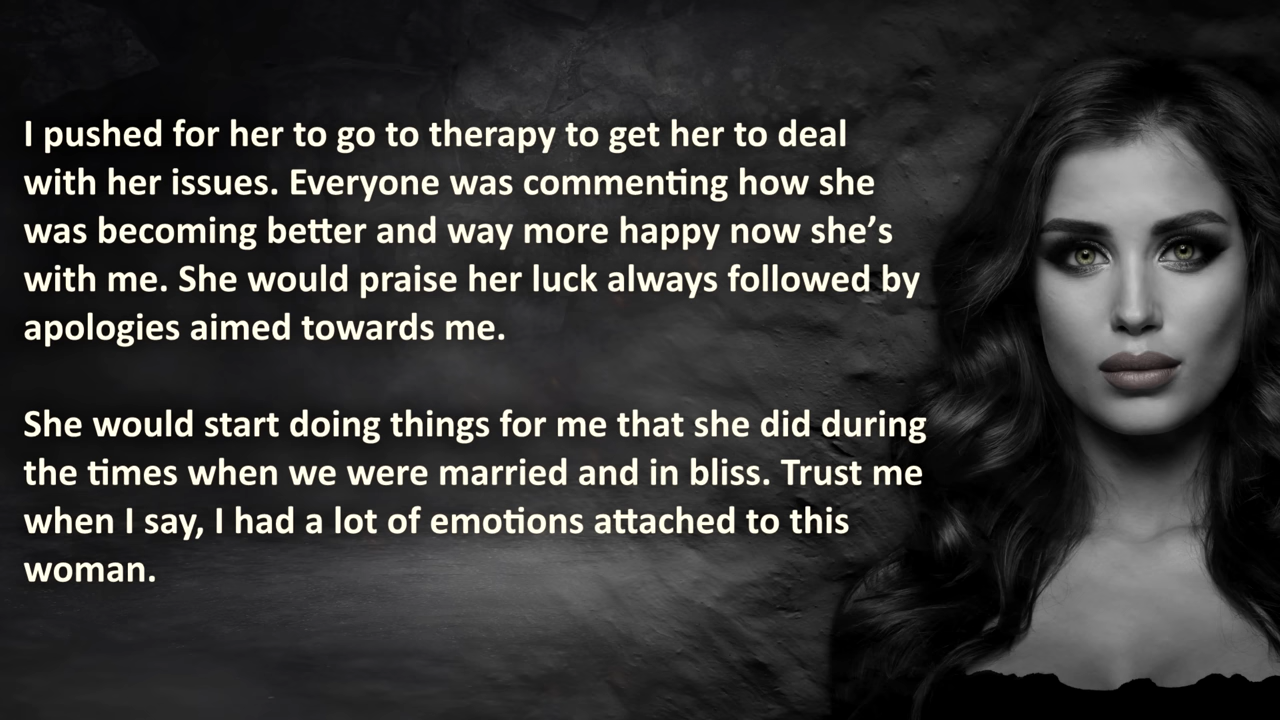 I pushed for her to go to therapy to get her to deal
with her issues. Everyone was commenting how she
was becoming better and way more happy now she’s
with me. She would praise her luck always followed by
apologies aimed towards me.
She would start doing things for me that she did during
the times when we were married and in bliss. Trust me
when I say, I had a lot of emotions attached to this
woman.